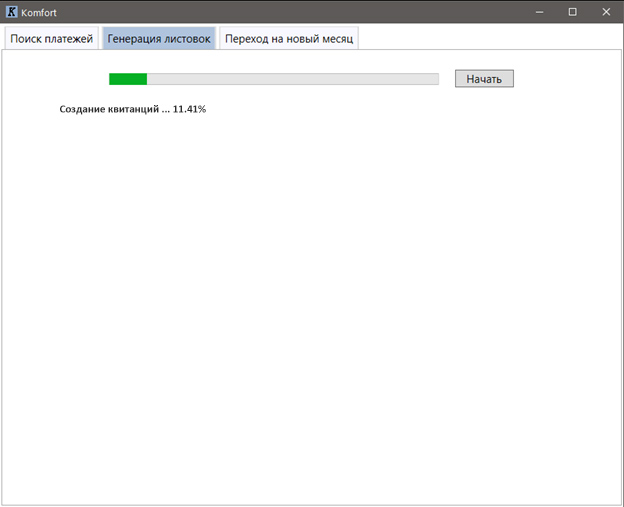 Komfort
Поиск платежей Генерация листовок Переход на новый месяц
Начать
Создание квитанций ... 11.41%